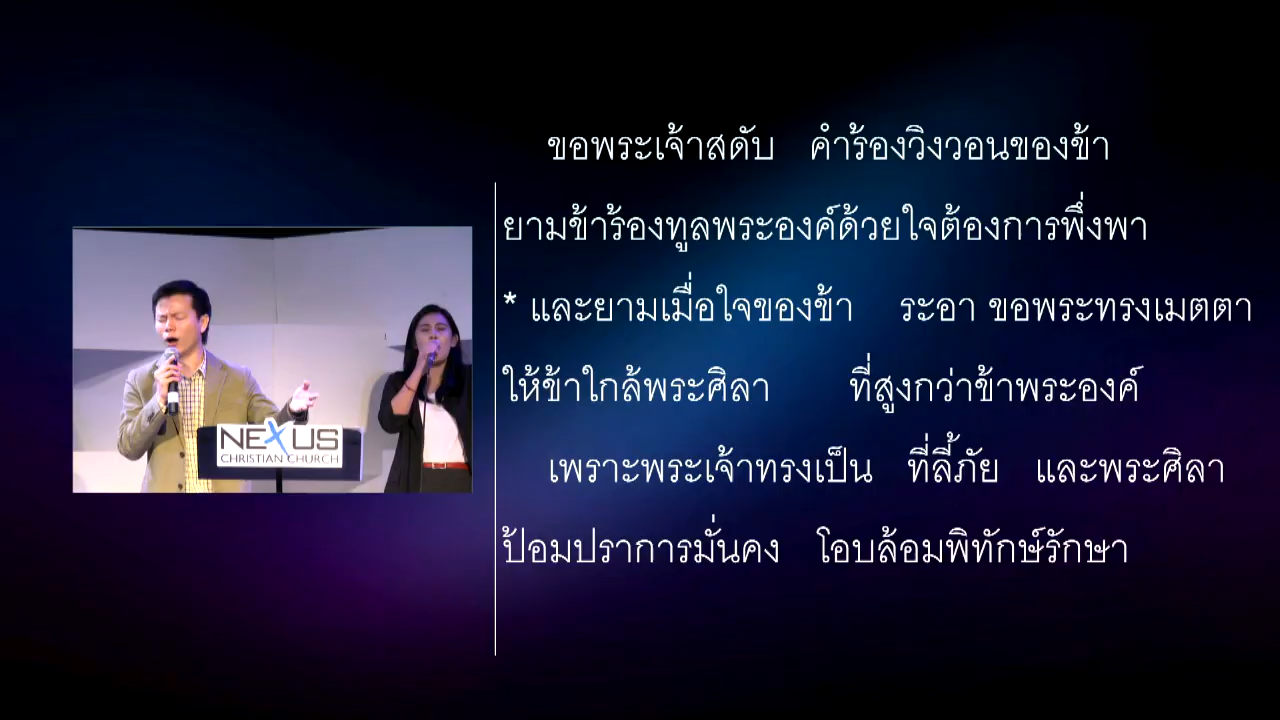 ขอพระเจ้าสดับ คำร้องวิงวอนของข้า
ยามข้าร้องทูลพระองค์ด้วยใจต้องการพึ่งพา
* และยามเมื่อใจของข้า ระอา ขอพระทรงเมตตา
ให้ข้าใกล้พระศิลา ที่สูงกว่าข้าพระองค์
เพราะพระเจ้าทรงเป็น ที่ลี้ภัย และพระศิลา
ป้อมปราการมั่นคง โอบล้อมพิทักษ์รักษา
NEXUS
CHRISTIAN CHURCH